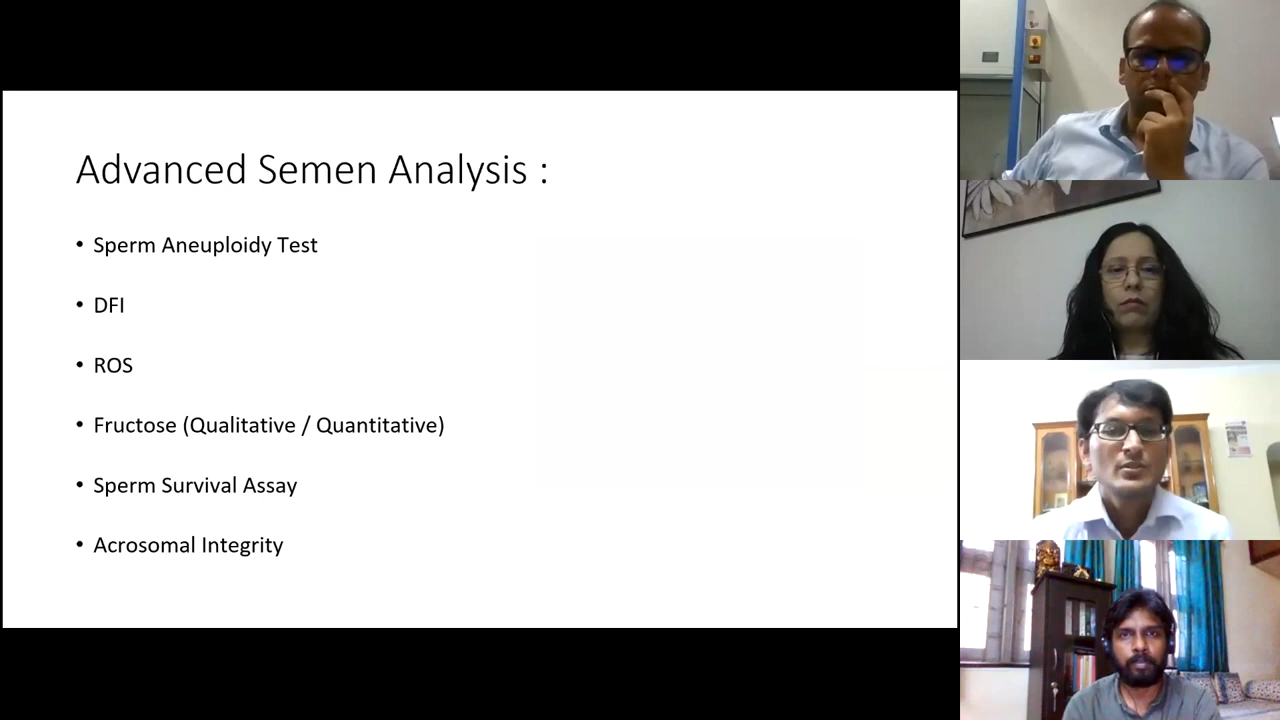 Advanced Semen Analysis :
• Sperm Aneuploidy Test
• DFI
• ROS
• Fructose (Qualitative / Quantitative)
• Sperm Survival Assay
• Acrosomal Integrity